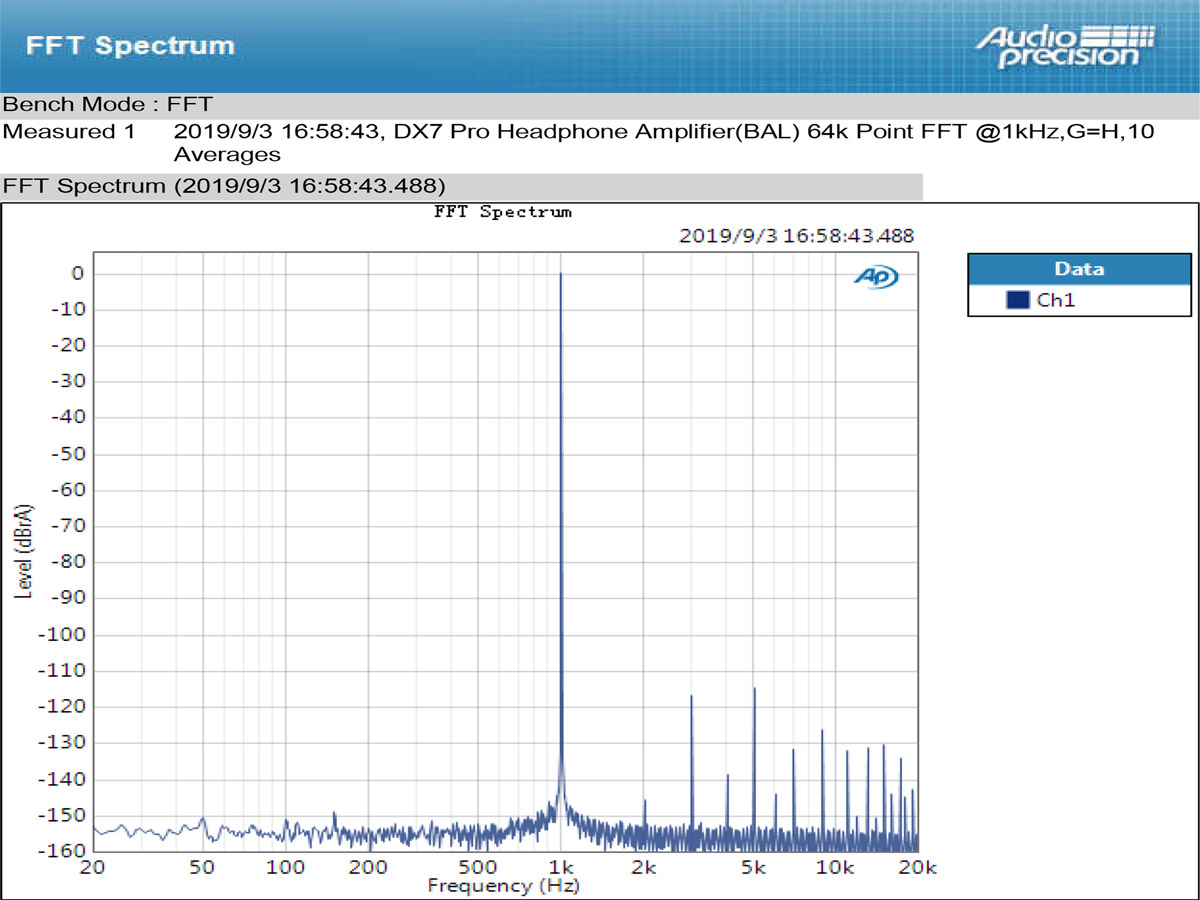 FFT Spectrum
Audio precision
Bench Mode : FFT
Measured 1 2019/9/3 16:58:43, DX7 Pro Headphone Amplifier(BAL) 64k Point FFT @1kHz,G=H,10
Averages
FFT Spectrum (2019/9/3 16:58:43.488)
FFT Spectrum
2019/9/3 16:58:43.488
AP
Data
Ch1
Level (dBrA)
0
-10
-20
-30
-40
-50
-60
-70
-80
-90
-100
-110
-120
-130
-140
-150
-160
20 50 100 200 500 1k 2k 5k 10k 20k
Frequency (Hz)